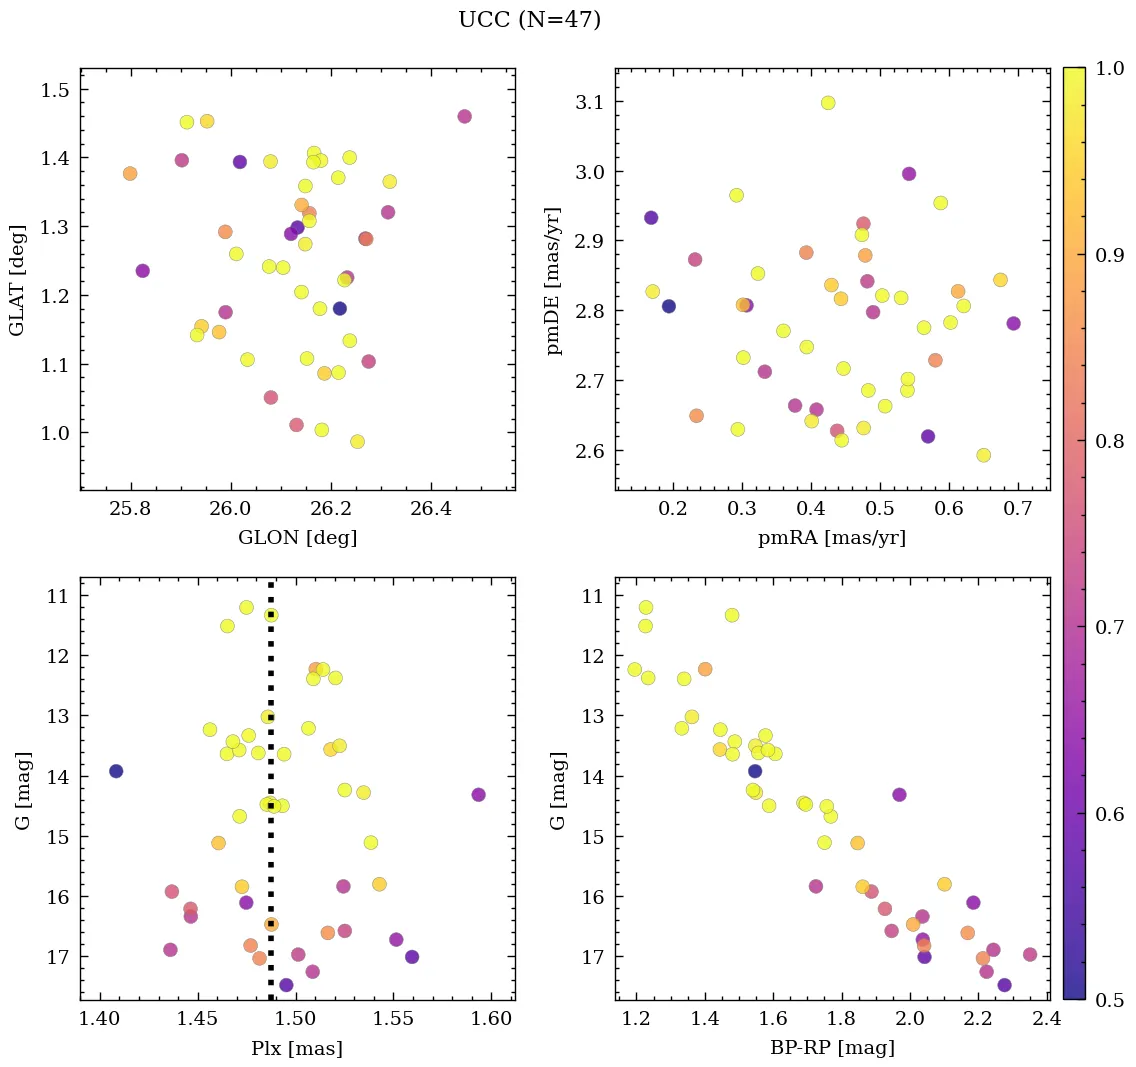 UCC (N=47)
1.5
1.4
1.3
1.2
1.1
1.0
GLAT [deg]
25.8 26.0 26.2 26.4
GLON [deg]
3.1
3.0
2.9
2.8
2.7
2.6
pmDE [mas/yr]
0.2 0.3 0.4 0.5 0.6 0.7
pmRA [mas/yr]
1.0
0.9
0.8
0.7
0.6
0.5
11
12
13
14
15
16
17
G [mag]
1.40 1.45 1.50 1.55 1.60
Plx [mas]
11
12
13
14
15
16
17
G [mag]
1.2 1.4 1.6 1.8 2.0 2.2 2.4
BP-RP [mag]